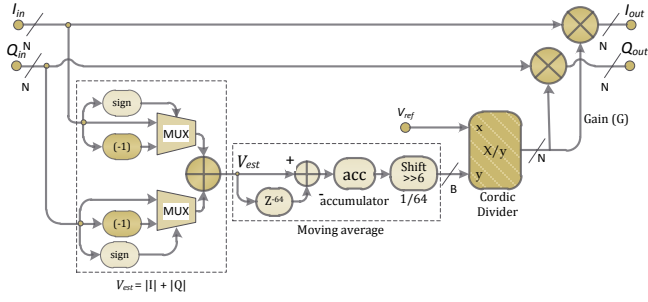 I_in
I_out
N
N
Q_in
Q_out
N
N
sign
Gain (G)
MUX
V_ref
(-1)
x
V_est
+
X/y
N
acc
Shift
>>6
y
MUX
Z^-64
-
B
accumulator
1/64
Cordic
Divider
(-1)
Moving average
sign
V_est = |I| + |Q|